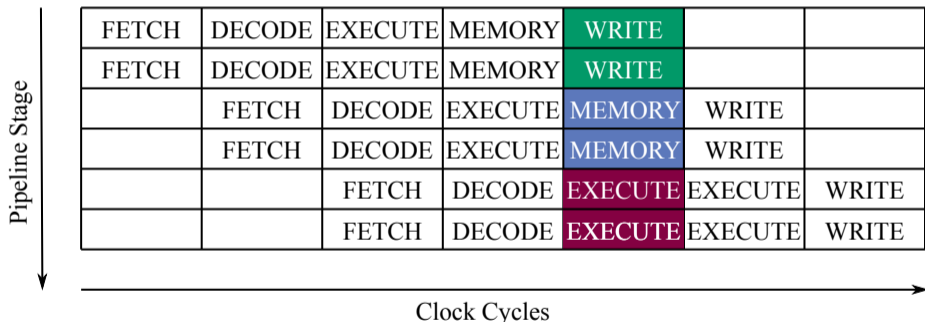 FETCH DECODE EXECUTE MEMORY WRITE
FETCH DECODE EXECUTE MEMORY WRITE
FETCH DECODE EXECUTE MEMORY WRITE
FETCH DECODE EXECUTE MEMORY WRITE
FETCH DECODE EXECUTE EXECUTE WRITE
FETCH DECODE EXECUTE EXECUTE WRITE
Pipeline Stage
Clock Cycles